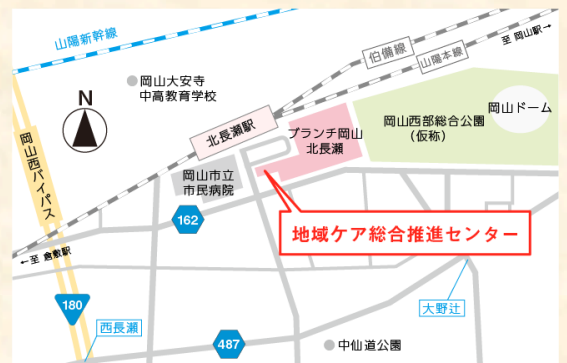 山陽新幹線
伯備線
山陽本線
至 岡山駅→
岡山大安寺
中高教育学校
N
岡山西バイパス
北長瀬駅
ブランチ岡山
北長瀬
岡山西部総合公園
(仮称)
岡山ドーム
岡山市立
市民病院
162
地域ケア総合推進センター
←至 倉敷駅
180
西長瀬
大野辻
487
中仙道公園